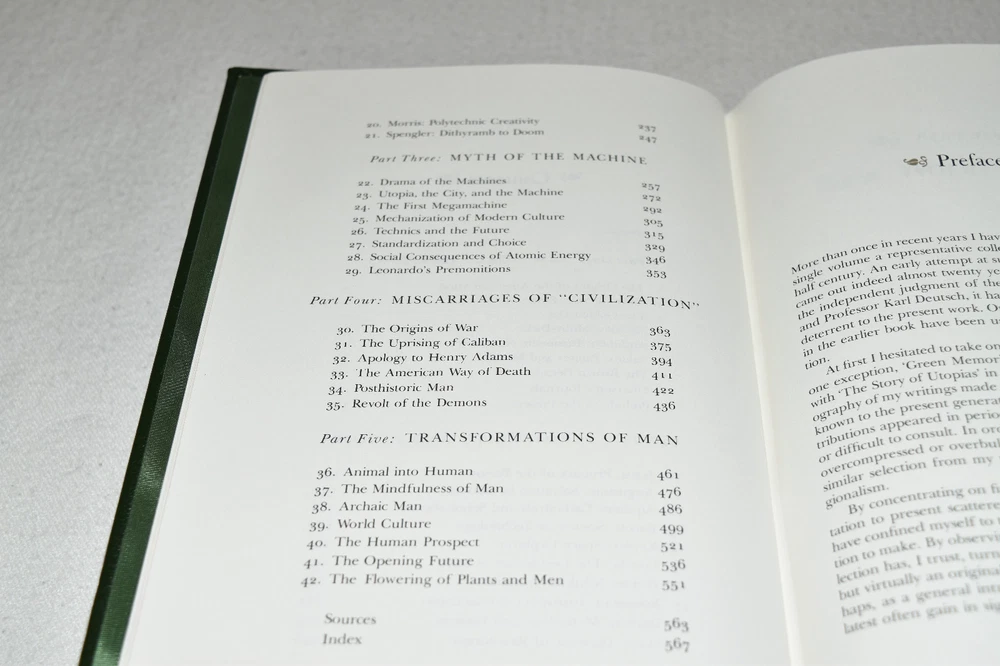 20. Morris: Polytechnic Creativity 237
21. Spengler: Dithyramb to Doom 247
Part Three: MYTH OF THE MACHINE
22. Drama of the Machines 257
23. Utopia, the City, and the Machine 272
24. The First Megamachine 292
25. Mechanization of Modern Culture 305
26. Technics and the Future 315
27. Standardization and Choice 329
28. Social Consequences of Atomic Energy 346
29. Leonardo's Premonitions 353
Part Four: MISCARRIAGES OF "CIVILIZATION"
30. The Origins of War 363
31. The Uprising of Caliban 375
32. Apology to Henry Adams 394
33. The American Way of Death 411
34. Posthistoric Man 422
35. Revolt of the Demons 436
Part Five: TRANSFORMATIONS OF MAN
36. Animal into Human 461
37. The Mindfulness of Man 476
38. Archaic Man 486
39. World Culture 499
40. The Human Prospect 521
41. The Opening Future 536
42. The Flowering of Plants and Men 551
Sources 563
Index 567
Preface
More than once in recent years I have
single volume a representative colle
half century. An early attempt at su
came out indeed almost twenty ye
the independent judgment of the
and Professor Karl Deutsch, it ha
deterrent to the present work. O
in the earlier book have been u
tion.
At first I hesitated to take on
one exception, 'Green Memor
with 'The Story of Utopias' in
ography of my writings made
known to the present generat
tributions appeared in perio
or difficult to consult. In ord
overcompressed or overbul
similar selection from my
gionalism.
By concentrating on fi
tation to present scattere
have confined myself to
tion to make. By observi
lection has, I trust, turn
but virtually an origina
haps, as a general intr
latest often gain in sig